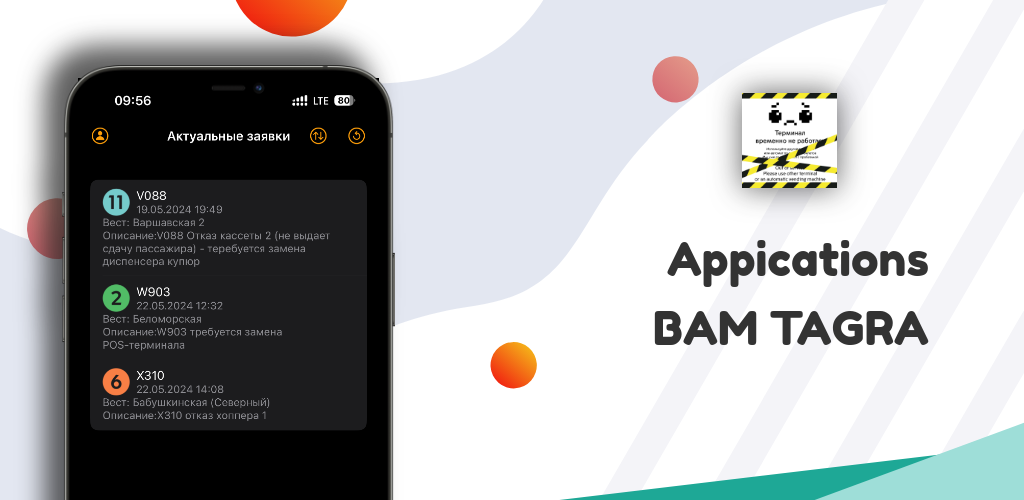 09:56
LTE 80
Актуальные заявки
11 V088
19.05.2024 19:49
Вест: Варшавская 2
Описание:V088 Отказ кассеты 2 (не выдает
сдачу пассажира) - теребуется замена
диспенсера купюр
2 W903
22.05.2024 12:32
Вест: Беломорская
Описание:W903 требуется замена
POS-терминала
6 X310
22.05.2024 14:08
Вест: Бабушкинская (Северный)
Описание:X310 отказ хоппера 1
Терминал
временно не работает
Please use other terminal
or an automatic vending machine
Appications
BAM TAGRA